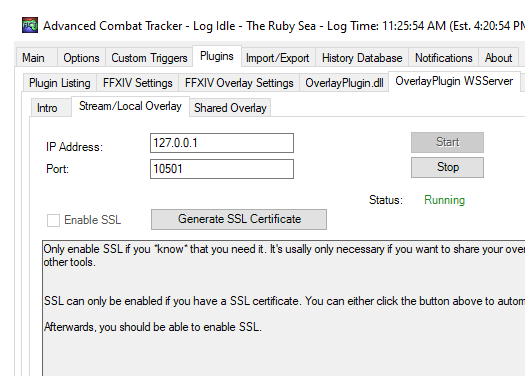 Advanced Combat Tracker - Log Idle - The Ruby Sea - Log Time: 11:25:54 AM (Est. 4:20:54 P
Main Options Custom Triggers Plugins Import/Export History Database Notifications About
Plugin Listing FFXIV Settings FFXIV Overlay Settings OverlayPlugin.dll OverlayPlugin WSServer
Intro Stream/Local Overlay Shared Overlay
IP Address: 127.0.0.1 Start
Port: 10501 Stop
Status: Running
Enable SSL Generate SSL Certificate
Only enable SSL if you *know* that you need it. It's usally only necessary if you want to share your over
other tools.
SSL can only be enabled if you have a SSL certificate. You can either click the button above to autom
Afterwards, you should be able to enable SSL.